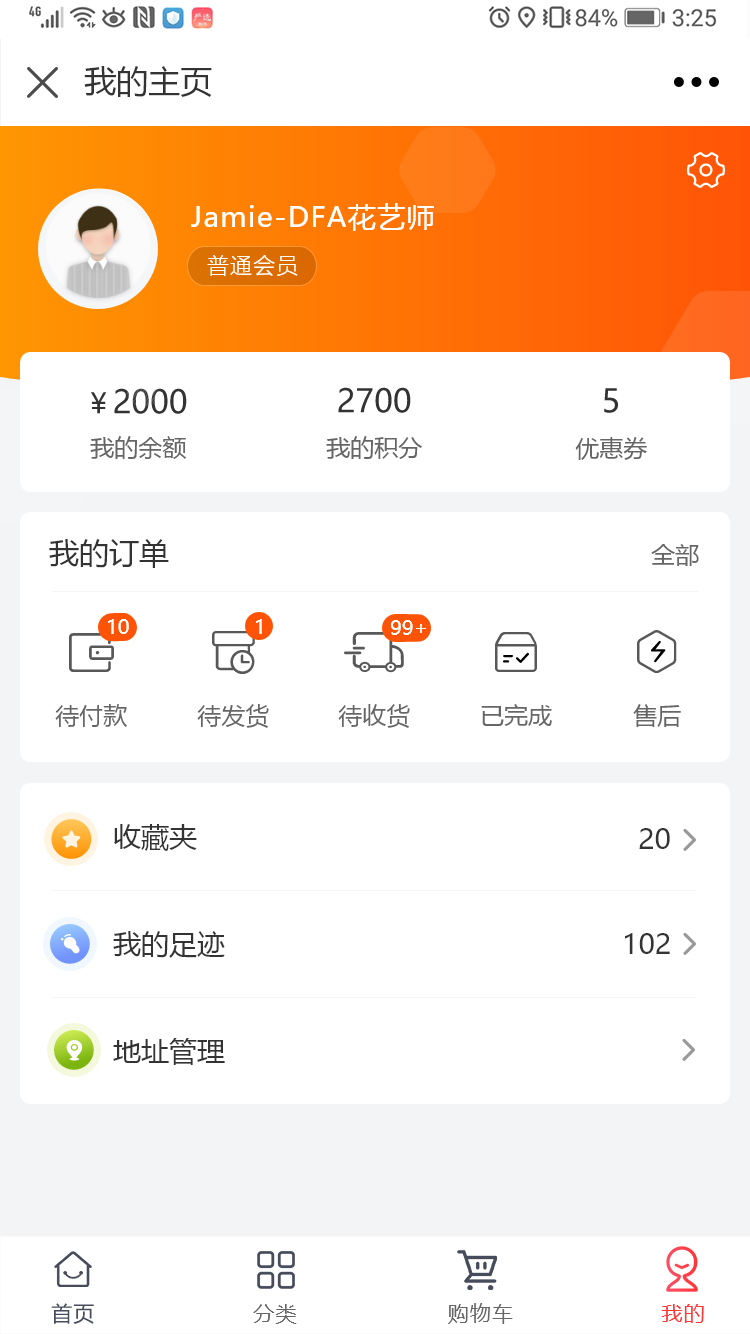 4G 84% 3:25
我的主页
Jamie-DFA花艺师
普通会员
¥2000 2700 5
我的余额 我的积分 优惠券
我的订单 全部
10 1 99+
待付款 待发货 待收货 已完成 售后
收藏夹 20
我的足迹 102
地址管理
首页 分类 购物车 我的